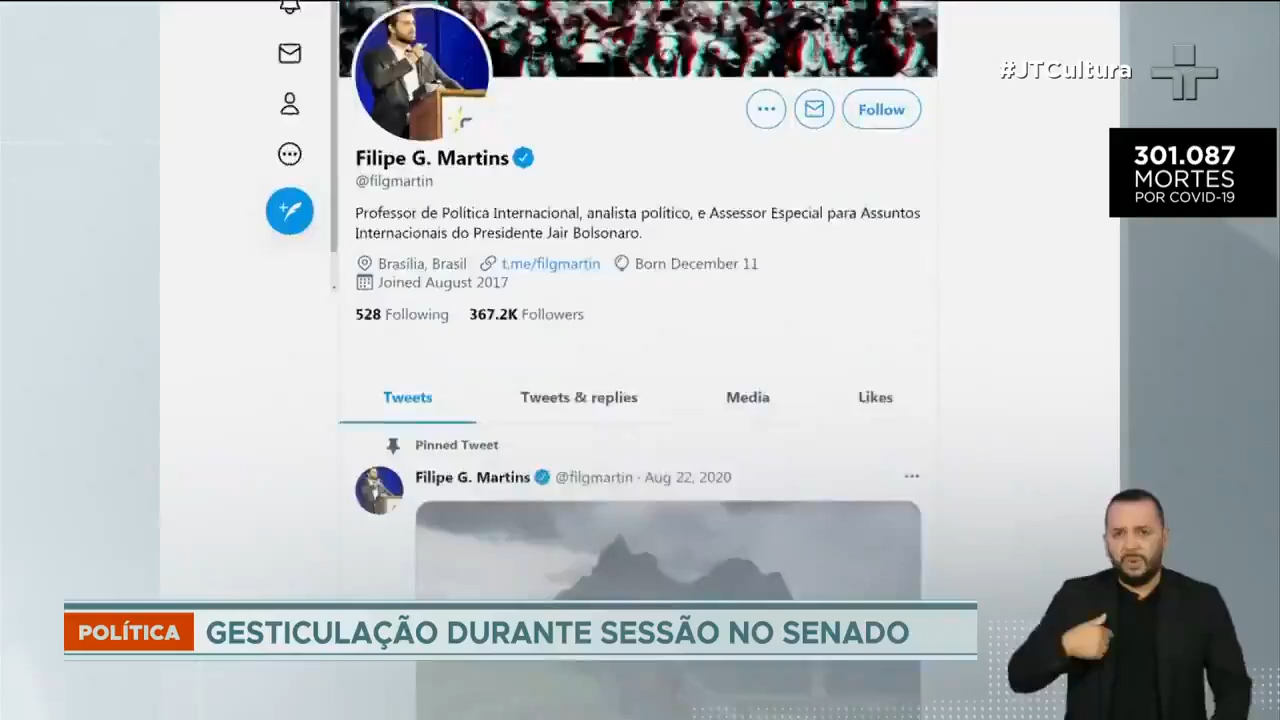 #JTCultura
301.087
MORTES
POR COVID-19
Follow
Filipe G. Martins
@filgmartin
Professor de Política Internacional, analista político, e Assessor Especial para Assuntos
Internacionais do Presidente Jair Bolsonaro.
Brasília, Brasil t.me/filgmartin Born December 11
Joined August 2017
528 Following 367.2K Followers
Tweets Tweets & replies Media Likes
Pinned Tweet
Filipe G. Martins @filgmartin · Aug 22, 2020
POLÍTICA GESTICULAÇÃO DURANTE SESSÃO NO SENADO